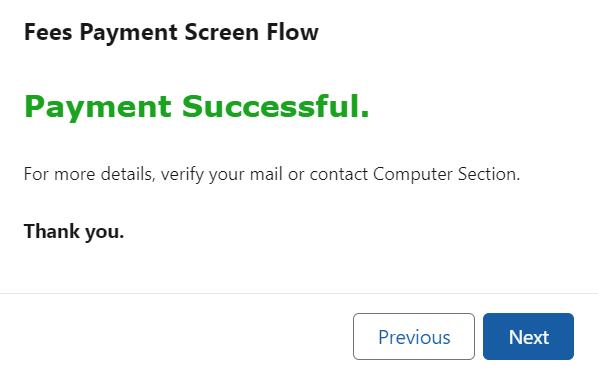 Fees Payment Screen Flow
Payment Successful.
For more details, verify your mail or contact Computer Section.
Thank you.
Previous
Next